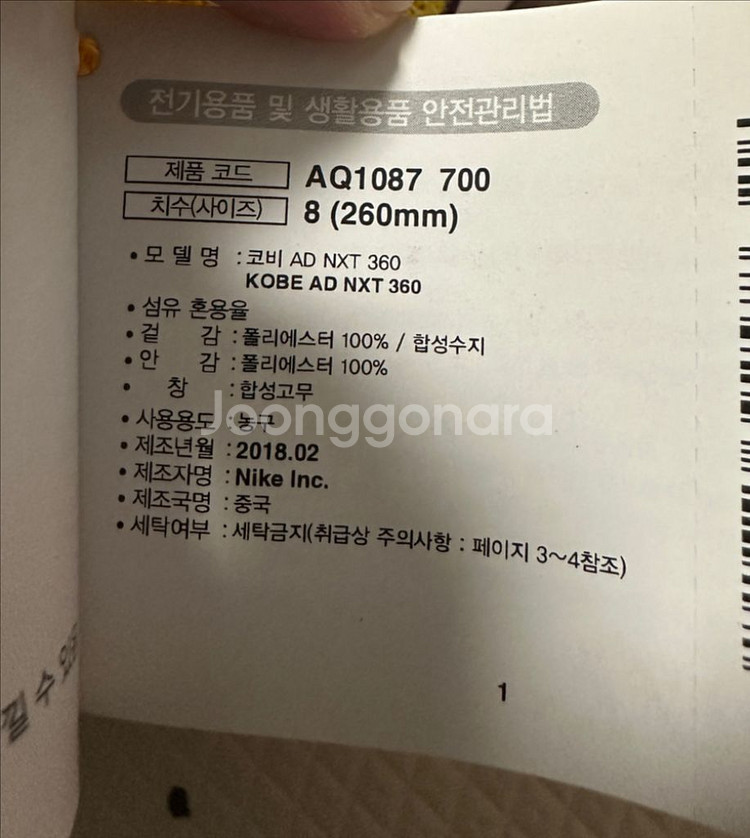 전기용품 및 생활용품 안전관리법
제품 코드 AQ1087 700
치수(사이즈) 8 (260mm)
• 모 델 명 : 코비 AD NXT 360
KOBE AD NXT 360
• 섬유 혼용율
• 겉 감 : 폴리에스터 100% / 합성수지
• 안 감 : 폴리에스터 100%
• 창 : 합성고무
• 사용용도 : 농구
Joonggonara
• 제조년월 : 2018.02
• 제조자명 : Nike Inc.
• 제조국명 : 중국
• 세탁여부 : 세탁금지(취급상 주의사항 : 페이지 3~4참조)
1
수